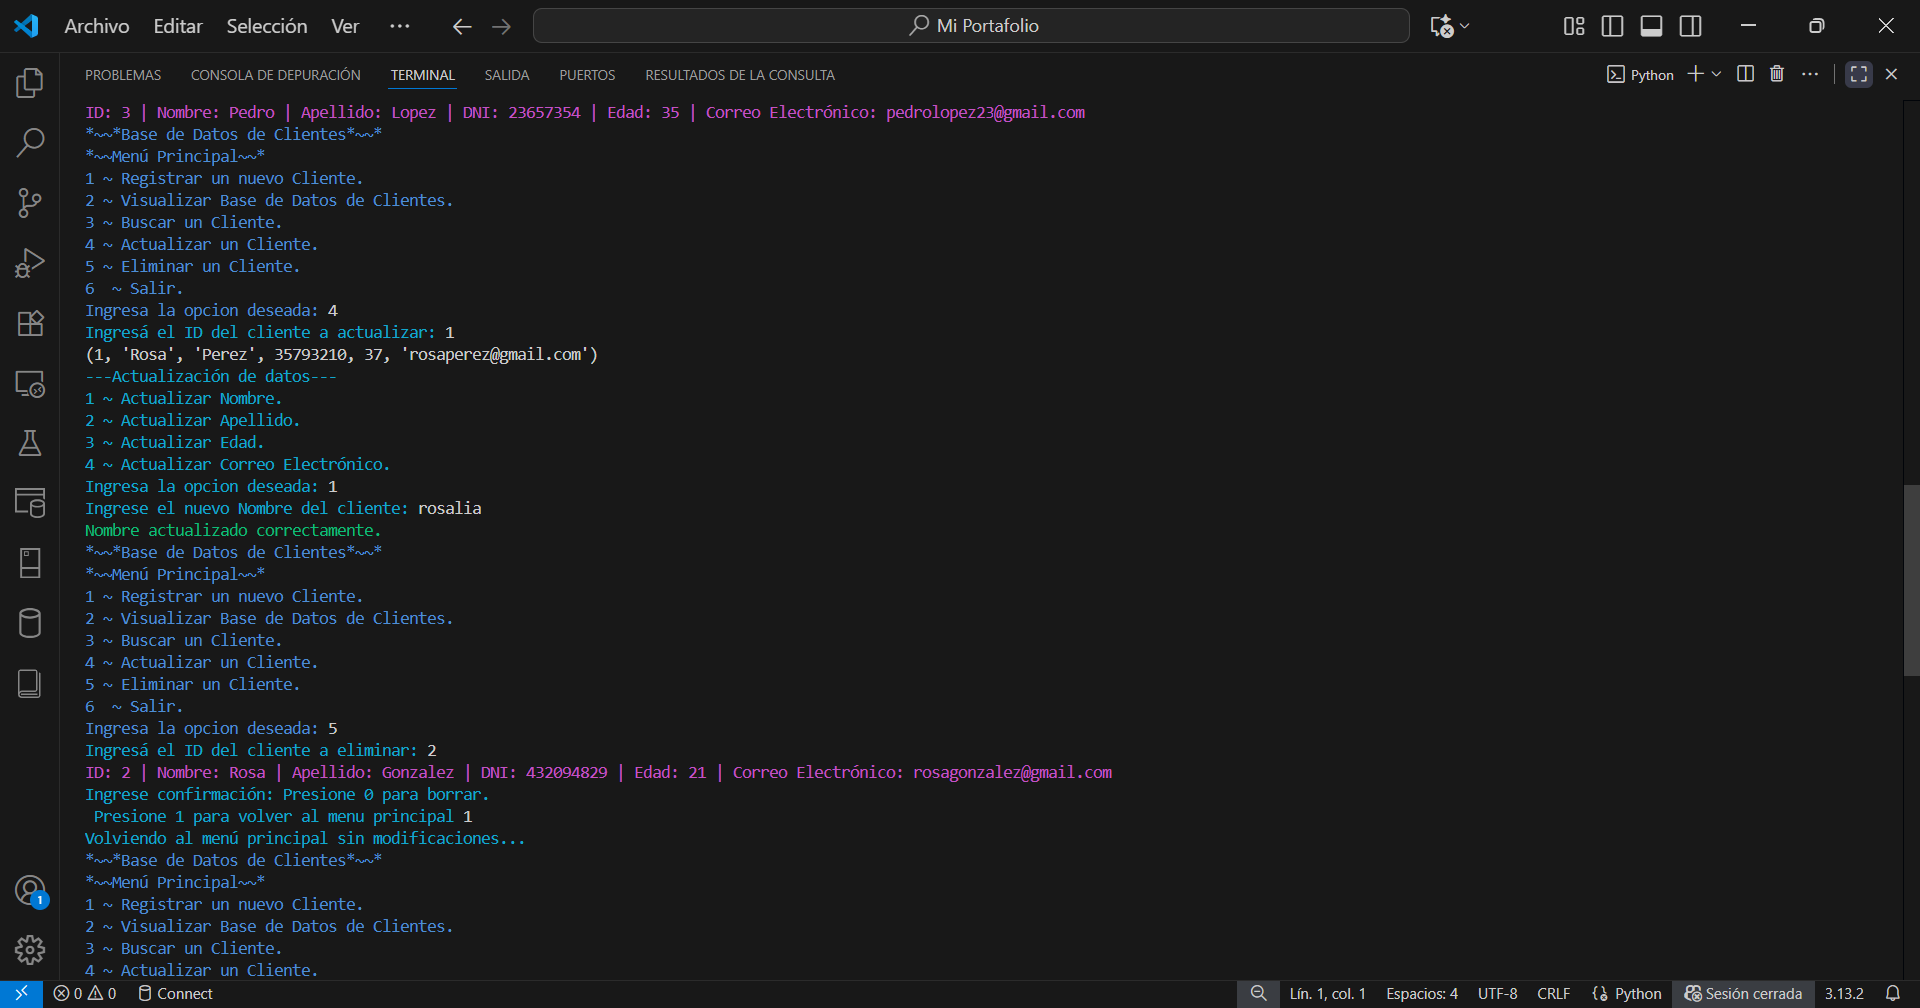 Archivo Editar Selección Ver ··· Mi Portafolio
PROBLEMAS CONSOLA DE DEPURACIÓN TERMINAL SALIDA PUERTOS RESULTADOS DE LA CONSULTA Python
ID: 3 | Nombre: Pedro | Apellido: Lopez | DNI: 23657354 | Edad: 35 | Correo Electrónico: pedrolopez23@gmail.com
*~~*Base de Datos de Clientes*~~*
*~~Menú Principal~~*
1 ~ Registrar un nuevo Cliente.
2 ~ Visualizar Base de Datos de Clientes.
3 ~ Buscar un Cliente.
4 ~ Actualizar un Cliente.
5 ~ Eliminar un Cliente.
6  ~ Salir.
Ingresa la opcion deseada: 4
Ingresá el ID del cliente a actualizar: 1
(1, 'Rosa', 'Perez', 35793210, 37, 'rosaperez@gmail.com')
---Actualización de datos---
1 ~ Actualizar Nombre.
2 ~ Actualizar Apellido.
3 ~ Actualizar Edad.
4 ~ Actualizar Correo Electrónico.
Ingresa la opcion deseada: 1
Ingrese el nuevo Nombre del cliente: rosalia
Nombre actualizado correctamente.
*~~*Base de Datos de Clientes*~~*
*~~Menú Principal~~*
1 ~ Registrar un nuevo Cliente.
2 ~ Visualizar Base de Datos de Clientes.
3 ~ Buscar un Cliente.
4 ~ Actualizar un Cliente.
5 ~ Eliminar un Cliente.
6  ~ Salir.
Ingresa la opcion deseada: 5
Ingresá el ID del cliente a eliminar: 2
ID: 2 | Nombre: Rosa | Apellido: Gonzalez | DNI: 432094829 | Edad: 21 | Correo Electrónico: rosagonzalez@gmail.com
Ingrese confirmación: Presione 0 para borrar.
 Presione 1 para volver al menu principal 1
Volviendo al menú principal sin modificaciones...
*~~*Base de Datos de Clientes*~~*
*~~Menú Principal~~*
1 ~ Registrar un nuevo Cliente.
2 ~ Visualizar Base de Datos de Clientes.
3 ~ Buscar un Cliente.
4 ~ Actualizar un Cliente.
1
0 0 Connect Lín. 1, col. 1 Espacios: 4 UTF-8 CRLF Python Sesión cerrada 3.13.2